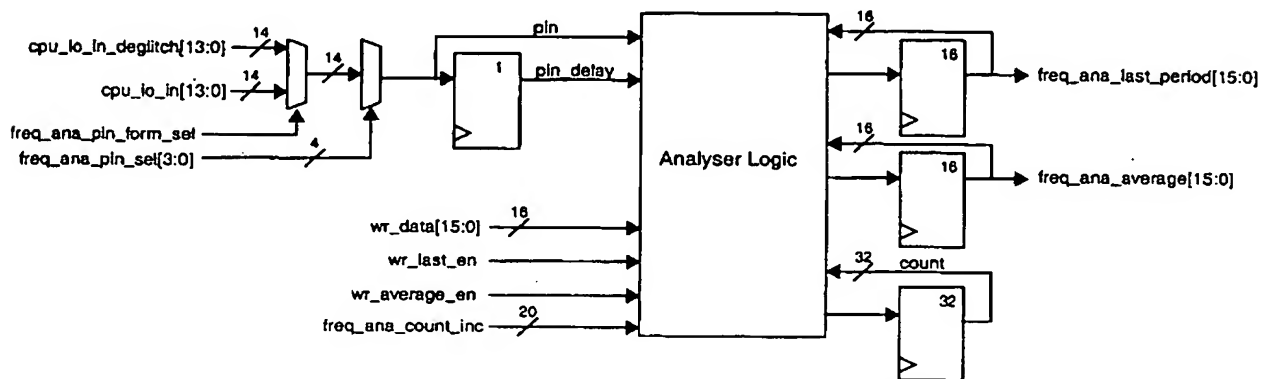 cpu_io_in_deglitch[13:0]
14
cpu_io_in[13:0]
14
14
freq_ana_pin_form_sel
freq_ana_pin_sel[3:0]
4
1
pin
pin_delay
wr_data[15:0]
16
wr_last_en
wr_average_en
freq_ana_count_inc
20
Analyser Logic
16
16
freq_ana_last_period[15:0]
16
16
freq_ana_average[15:0]
32
count
32